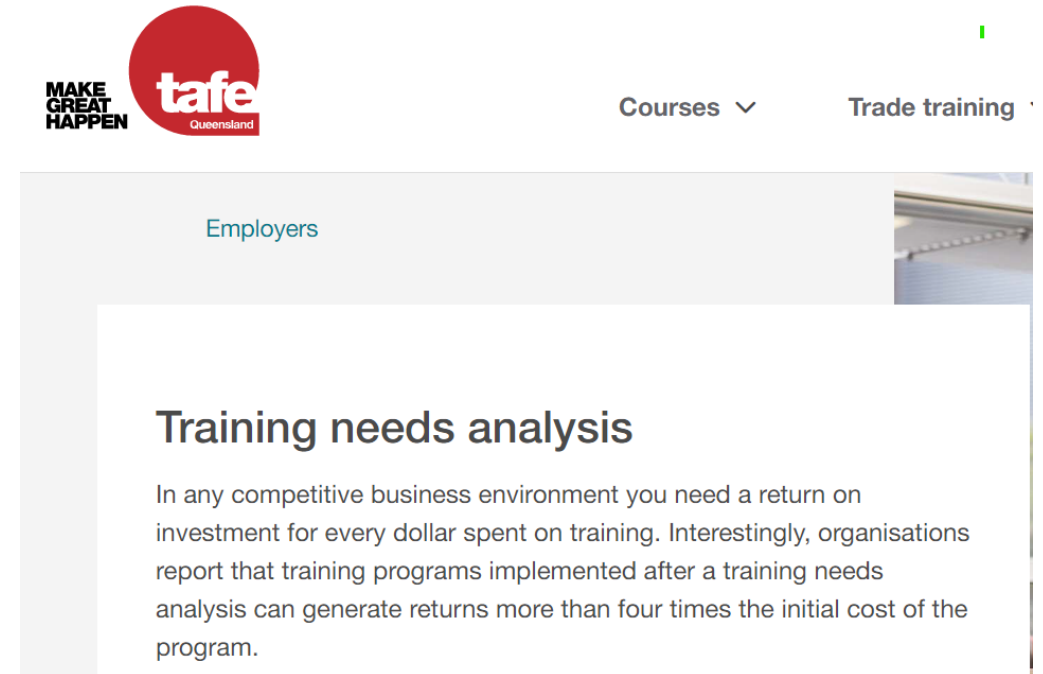 MAKE
GREAT
HAPPEN
tafe
Queensland
Courses
Trade training
Employers
Training needs analysis
In any competitive business environment you need a return on
investment for every dollar spent on training. Interestingly, organisations
report that training programs implemented after a training needs
analysis can generate returns more than four times the initial cost of the
program.